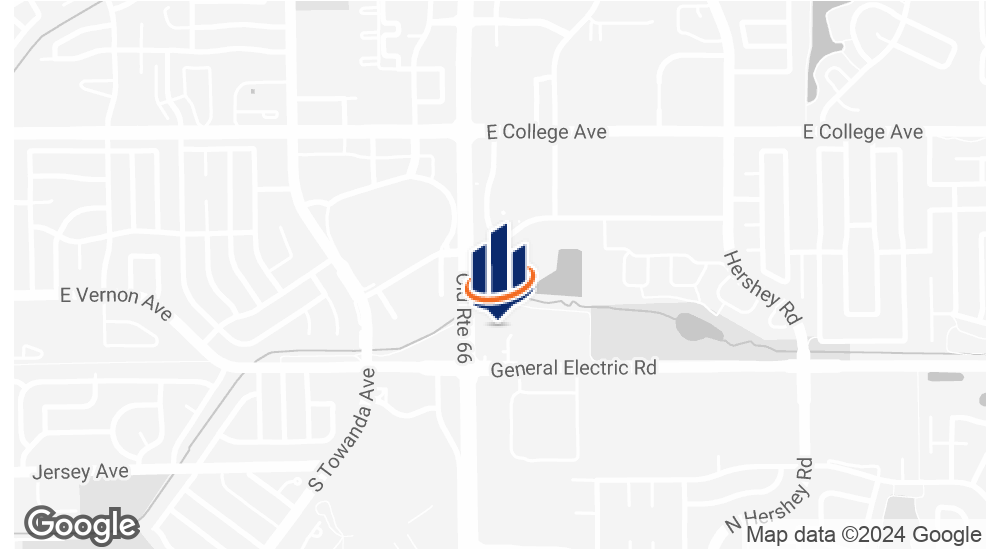 E College Ave
E College Ave
Hershey Rd
E Vernon Ave
Rte 66
General Electric Rd
S Towanda Ave
Jersey Ave
N Hershey Rd
Google
Map data ©2024 Google